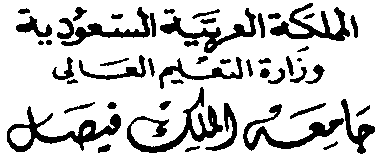 المملكة العربية السعودية
وزارة التعليم العالي
جامعة الملك فيصل